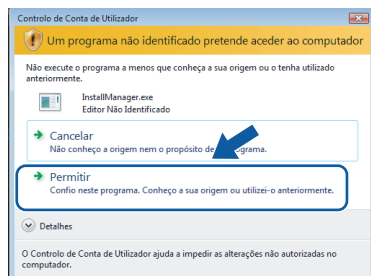 Controlo de Conta de Utilizador
Um programa não identificado pretende aceder ao computador
Não execute o programa a menos que conheça a sua origem ou o tenha utilizado
anteriormente.
InstallManager.exe
Editor Não Identificado
Cancelar
Não conheço a origem nem o propósito de programa.
Permitir
Confio neste programa. Conheço a sua origem ou utilizei-o anteriormente.
Detalhes
O Controlo de Conta de Utilizador ajuda a impedir as alterações não autorizadas no
computador.